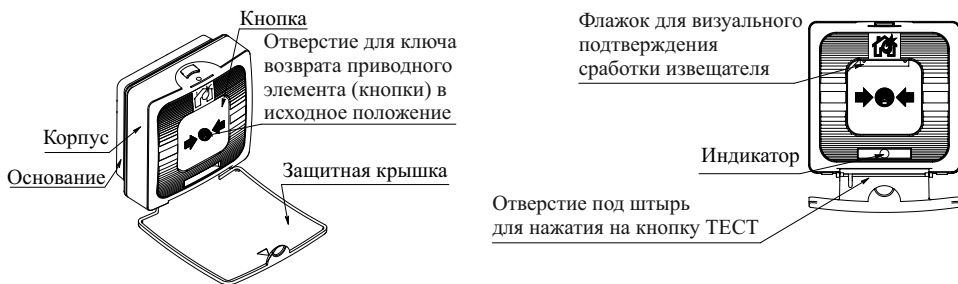 Кнопка
Отверстие для ключа
возврата приводного
элемента (кнопки) в
исходное положение
Корпус
Основание
Защитная крышка
Флажок для визуального
подтверждения
сработки извещателя
Индикатор
Отверстие под штырь
для нажатия на кнопку ТЕСТ